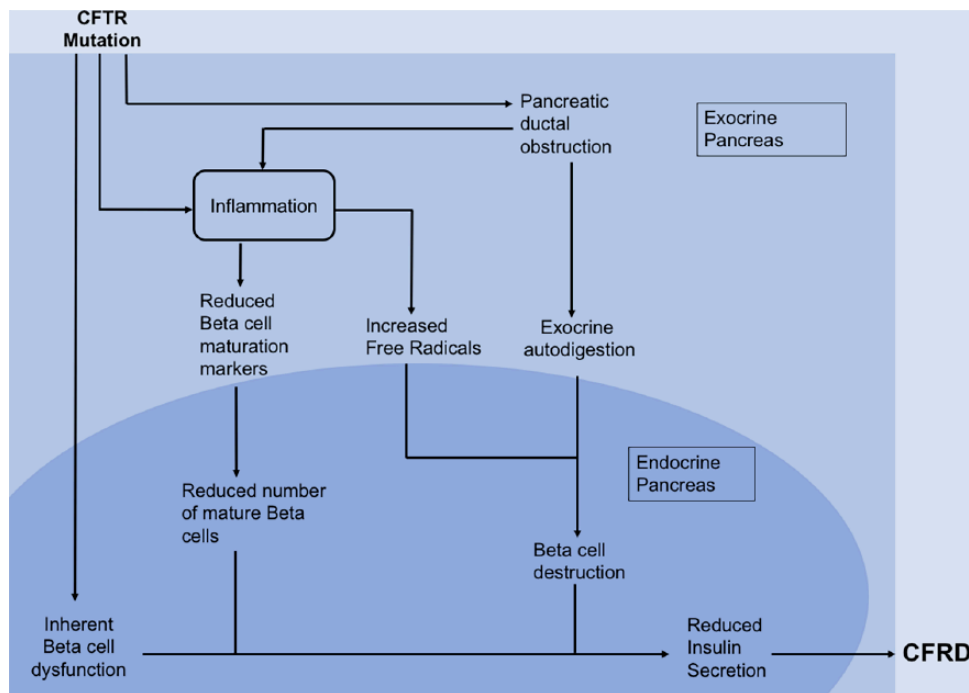 CFTR
Mutation
Pancreatic
ductal
obstruction
Exocrine
Pancreas
Inflammation
Reduced
Beta cell
maturation
markers
Increased
Free Radicals
Exocrine
autodigestion
Endocrine
Pancreas
Reduced number
of mature Beta
cells
Beta cell
destruction
Inherent
Beta cell
dysfunction
Reduced
Insulin
Secretion
CFRD